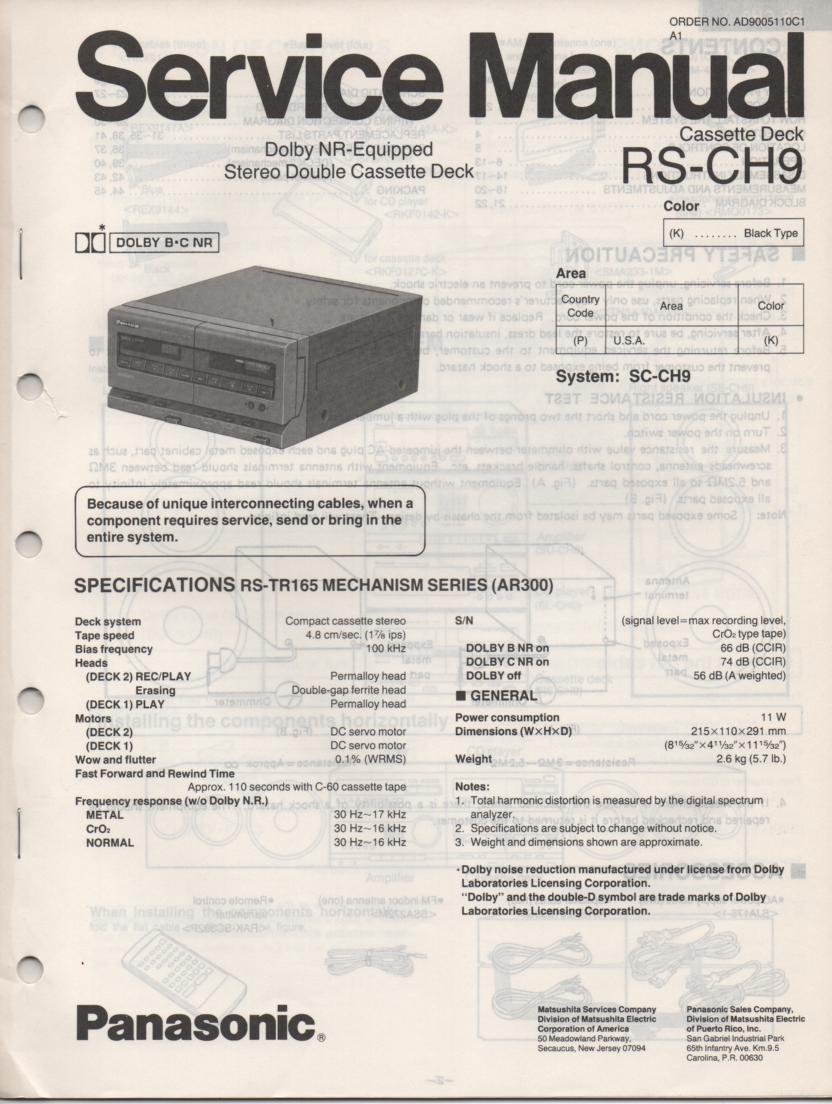 ORDER NO. AD9005110C1
A1
Service Manual
Cassette Deck
RS-CH9
Dolby NR-Equipped
Stereo Double Cassette Deck
Color
(K) ........ Black Type
* DOLBY B•C NR
Area
Country Code Area Color
(P) U.S.A. (K)
System: SC-CH9
Panasonic
Because of unique interconnecting cables, when a
component requires service, send or bring in the
entire system.
SPECIFICATIONS RS-TR165 MECHANISM SERIES (AR300)
Deck system Compact cassette stereo
Tape speed 4.8 cm/sec. (1⅞ ips)
Bias frequency 100 kHz
Heads
(DECK 2) REC/PLAY Permalloy head
Erasing Double-gap ferrite head
(DECK 1) PLAY Permalloy head
Motors
(DECK 2) DC servo motor
(DECK 1) DC servo motor
Wow and flutter 0.1% (WRMS)
Fast Forward and Rewind Time
Approx. 110 seconds with C-60 cassette tape
Frequency response (w/o Dolby N.R.)
METAL 30 Hz~17 kHz
CrO₂ 30 Hz~16 kHz
NORMAL 30 Hz~16 kHz
S/N (signal level=max recording level,
CrO₂ type tape)
DOLBY B NR on 66 dB (CCIR)
DOLBY C NR on 74 dB (CCIR)
DOLBY off 56 dB (A weighted)
■ GENERAL
Power consumption 11 W
Dimensions (W×H×D) 215×110×291 mm
(8 15/32"×4 11/32"×11 15/32")
Weight 2.6 kg (5.7 lb.)
Notes:
1. Total harmonic distortion is measured by the digital spectrum
analyzer.
2. Specifications are subject to change without notice.
3. Weight and dimensions shown are approximate.
·Dolby noise reduction manufactured under license from Dolby
Laboratories Licensing Corporation.
"Dolby" and the double-D symbol are trade marks of Dolby
Laboratories Licensing Corporation.
Panasonic®
Matsushita Services Company
Division of Matsushita Electric
Corporation of America
50 Meadowland Parkway,
Secaucus, New Jersey 07094
Panasonic Sales Company,
Division of Matsushita Electric
of Puerto Rico, Inc.
San Gabriel Industrial Park
65th Infantry Ave. Km.9.5
Carolina, P.R. 00630